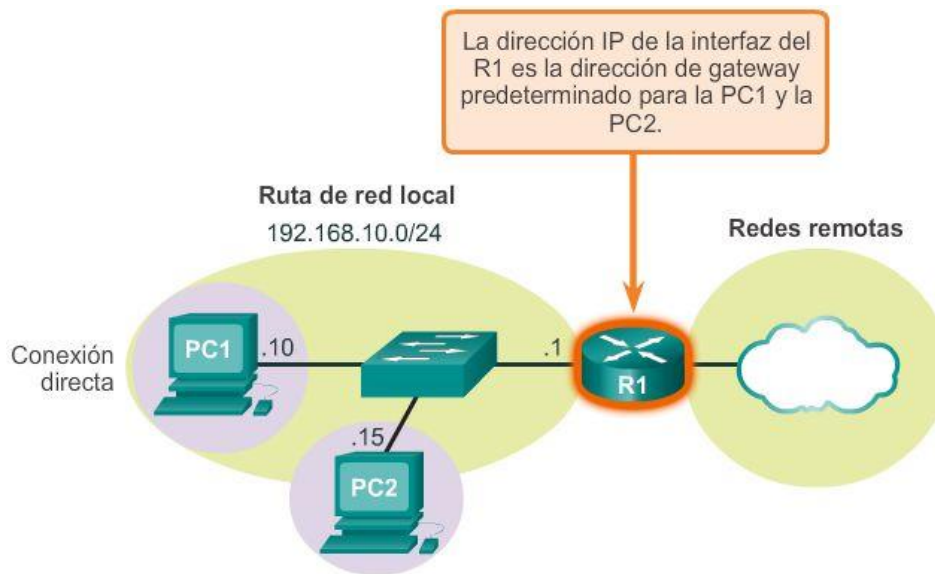 La dirección IP de la interfaz del
R1 es la dirección de gateway
predeterminado para la PC1 y la
PC2.
Ruta de red local
192.168.10.0/24
Redes remotas
Conexión
directa
PC1
.10
.1
R1
.15
PC2